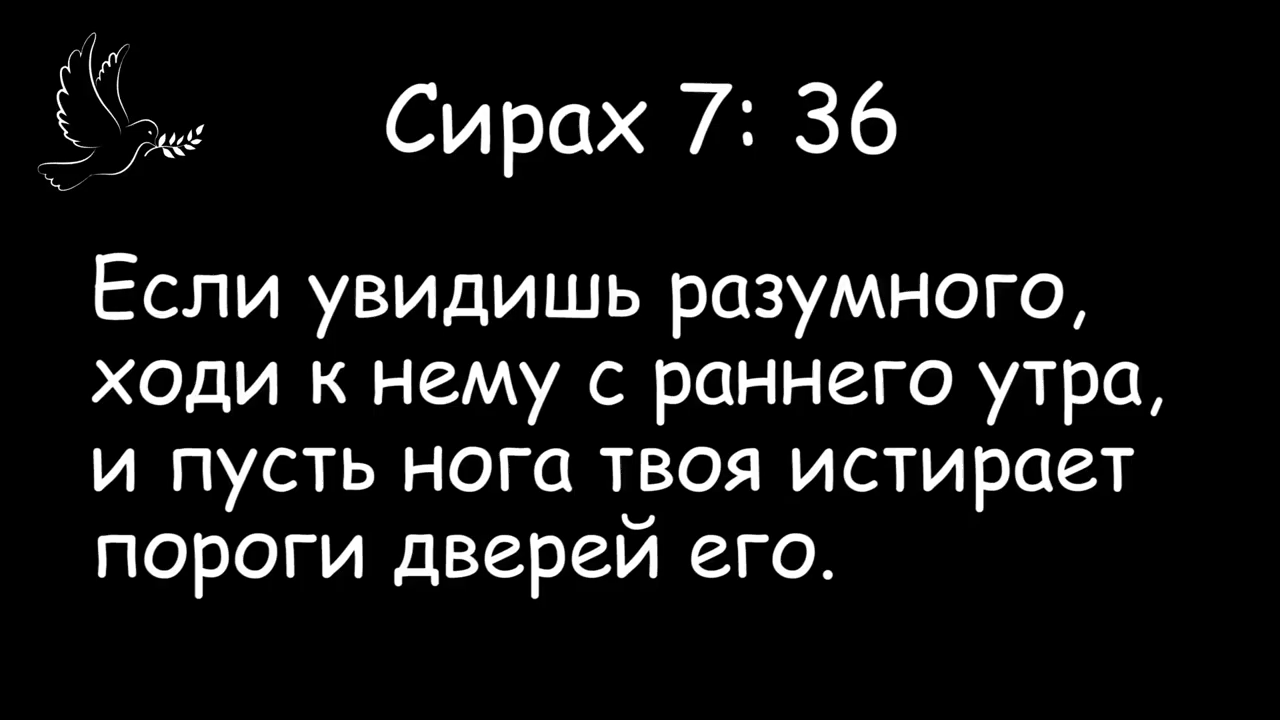 Сирах 7: 36
Если увидишь разумного,
ходи к нему с раннего утра,
и пусть нога твоя истирает
пороги дверей его.